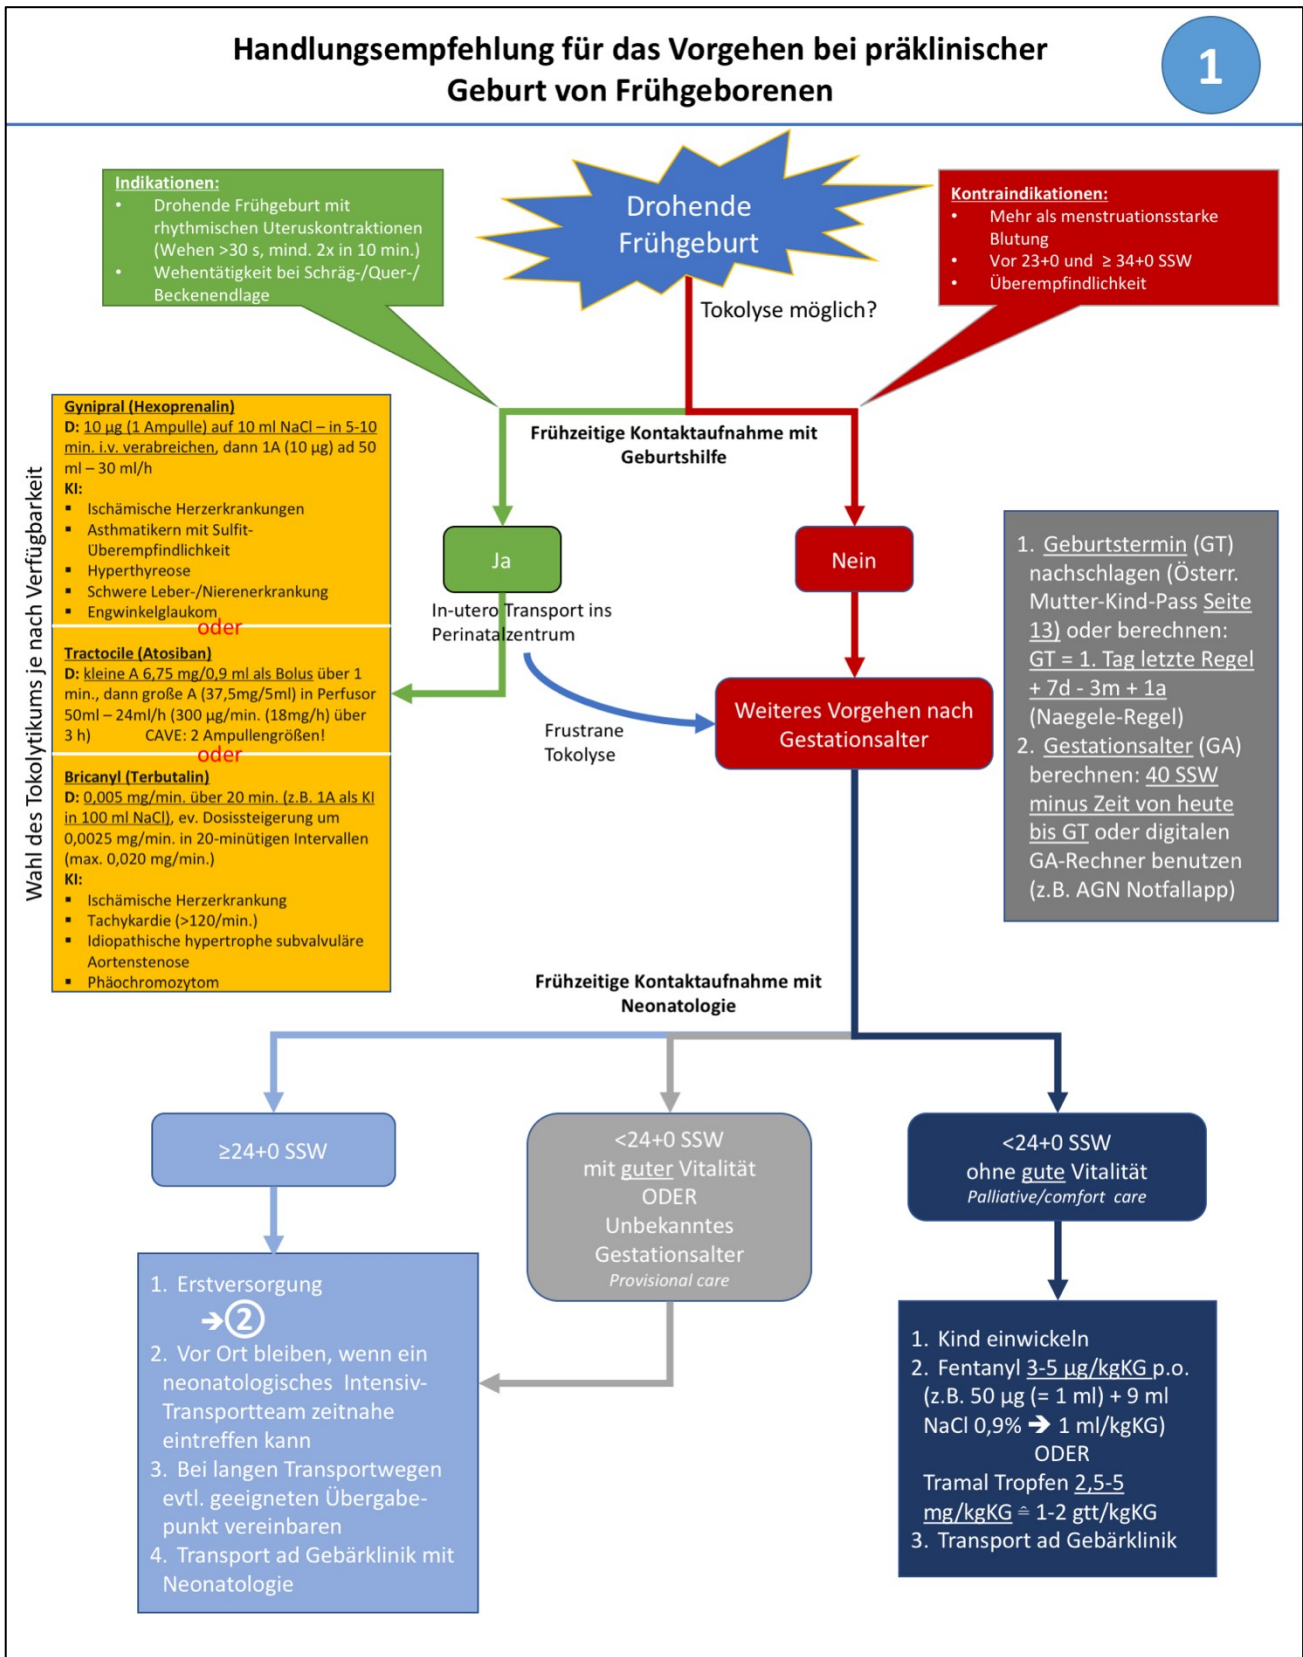 Handlungsempfehlung für das Vorgehen bei präklinischer
Geburt von Frühgeborenen
1
Indikationen:
• Drohende Frühgeburt mit
rhythmischen Uteruskontraktionen
(Wehen >30 s, mind. 2x in 10 min.)
• Wehentätigkeit bei Schräg-/Quer-/
Beckenendlage
Drohende
Frühgeburt
Kontraindikationen:
• Mehr als menstruationsstarke
Blutung
• Vor 23+0 und ≥ 34+0 SSW
• Überempfindlichkeit
Tokolyse möglich?
Frühzeitige Kontaktaufnahme mit
Geburtshilfe
Wahl des Tokolytikums je nach Verfügbarkeit
Gynipral (Hexoprenalin)
D: 10 µg (1 Ampulle) auf 10 ml NaCl – in 5-10
min. i.v. verabreichen, dann 1A (10 µg) ad 50
ml – 30 ml/h
KI:
▪ Ischämische Herzerkrankungen
▪ Asthmatikern mit Sulfit-
Überempfindlichkeit
▪ Hyperthyreose
▪ Schwere Leber-/Nierenerkrankung
▪ Engwinkelglaukom
oder
Tractocile (Atosiban)
D: kleine A 6,75 mg/0,9 ml als Bolus über 1
min., dann große A (37,5mg/5ml) in Perfusor
50ml – 24ml/h (300 µg/min. (18mg/h) über
3 h) CAVE: 2 Ampullengrößen!
oder
Bricanyl (Terbutalin)
D: 0,005 mg/min. über 20 min. (z.B. 1A als KI
in 100 ml NaCl), ev. Dosissteigerung um
0,0025 mg/min. in 20-minütigen Intervallen
(max. 0,020 mg/min.)
KI:
▪ Ischämische Herzerkrankung
▪ Tachykardie (>120/min.)
▪ Idiopathische hypertrophe subvalvuläre
Aortenstenose
▪ Phäochromozytom
Ja
Nein
In-utero Transport ins
Perinatalzentrum
Frustrane
Tokolyse
Weiteres Vorgehen nach
Gestationsalter
1. Geburtstermin (GT)
nachschlagen (Österr.
Mutter-Kind-Pass Seite
13) oder berechnen:
GT = 1. Tag letzte Regel
+ 7d - 3m + 1a
(Naegele-Regel)
2. Gestationsalter (GA)
berechnen: 40 SSW
minus Zeit von heute
bis GT oder digitalen
GA-Rechner benutzen
(z.B. AGN Notfallapp)
Frühzeitige Kontaktaufnahme mit
Neonatologie
≥24+0 SSW
<24+0 SSW
mit guter Vitalität
ODER
Unbekanntes
Gestationsalter
Provisional care
<24+0 SSW
ohne gute Vitalität
Palliative/comfort care
1. Erstversorgung
➔②
2. Vor Ort bleiben, wenn ein
neonatologisches Intensiv-
Transportteam zeitnahe
eintreffen kann
3. Bei langen Transportwegen
evtl. geeigneten Übergabe-
punkt vereinbaren
4. Transport ad Gebärklinik mit
Neonatologie
1. Kind einwickeln
2. Fentanyl 3-5 µg/kgKG p.o.
(z.B. 50 µg (= 1 ml) + 9 ml
NaCl 0,9% ➔ 1 ml/kgKG)
ODER
Tramal Tropfen 2,5-5
mg/kgKG ≙ 1-2 gtt/kgKG
3. Transport ad Gebärklinik